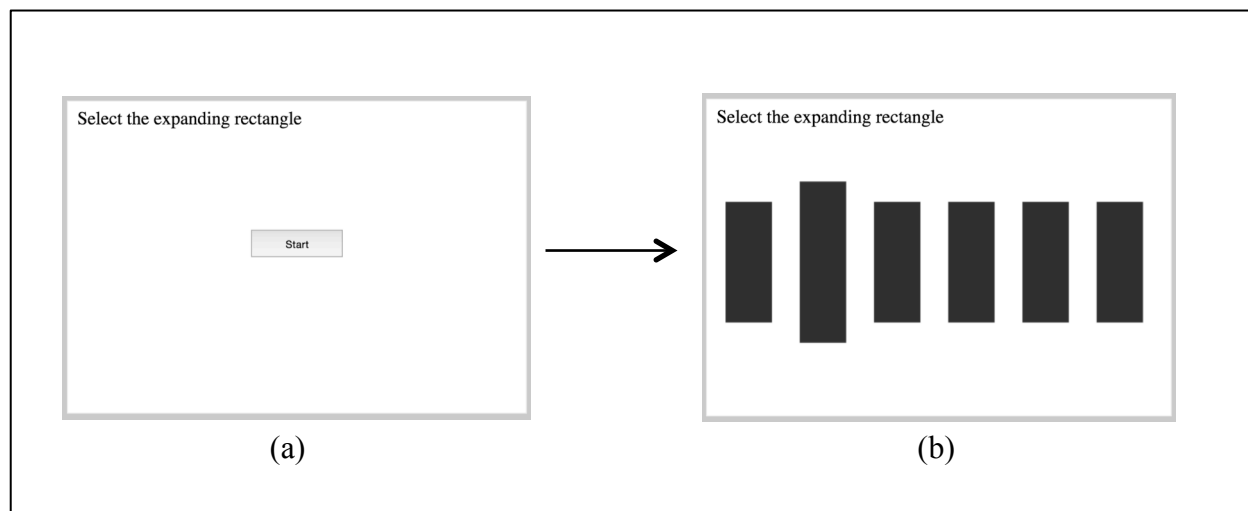 Select the expanding rectangle
Start
(a)
Select the expanding rectangle
(b)